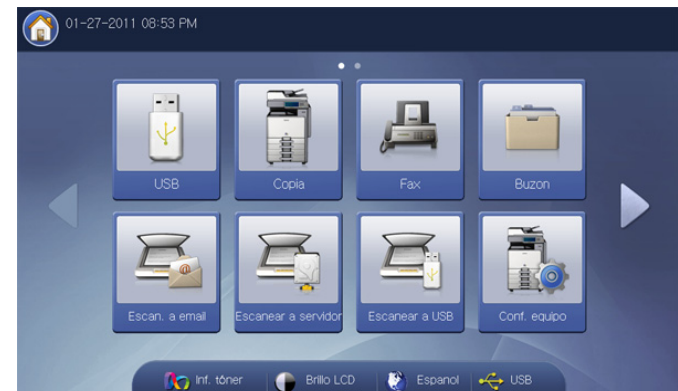 01-27-2011 08:53 PM
USB
Copia
Fax
Buzon
Escan. a email
Escanear a servidor
Escanear a USB
Conf. equipo
Inf. tóner
Brillo LCD
Espanol
USB